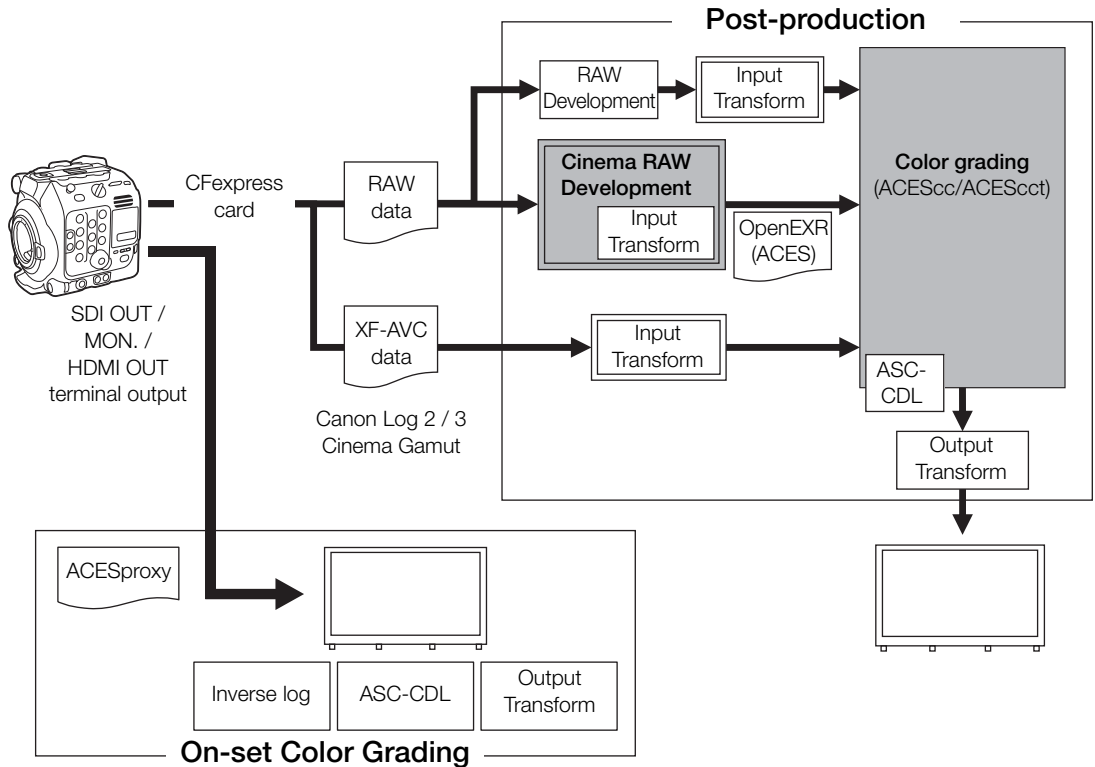 Post-production
RAW
Development
Input
Transform
Color grading
(ACEScc/ACEScct)
CFexpress
card
RAW
data
Cinema RAW
Development
Input
Transform
OpenEXR
(ACES)
SDI OUT /
MON. /
HDMI OUT
terminal output
XF-AVC
data
Input
Transform
ASC-
CDL
Canon Log 2 / 3
Cinema Gamut
Output
Transform
ACESproxy
Inverse log
ASC-CDL
Output
Transform
On-set Color Grading